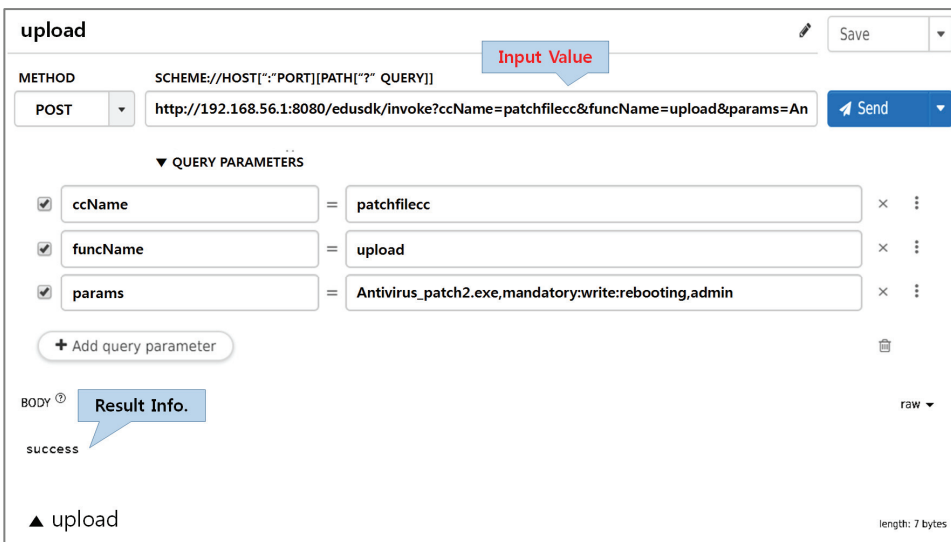 upload
Save
Input Value
METHOD
SCHEME://HOST[":"PORT][PATH["?" QUERY]]
POST
http://192.168.56.1:8080/edusdk/invoke?ccName=patchfilecc&funcName=upload&params=An
Send
▼ QUERY PARAMETERS
ccName = patchfilecc
funcName = upload
params = Antivirus_patch2.exe,mandatory:write:rebooting,admin
+ Add query parameter
BODY ?
Result Info.
raw
success
▲ upload
length: 7 bytes